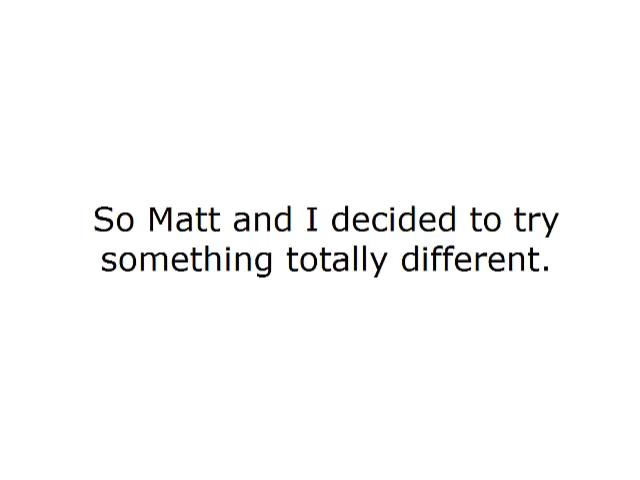 So Matt and I decided to try
something totally different.